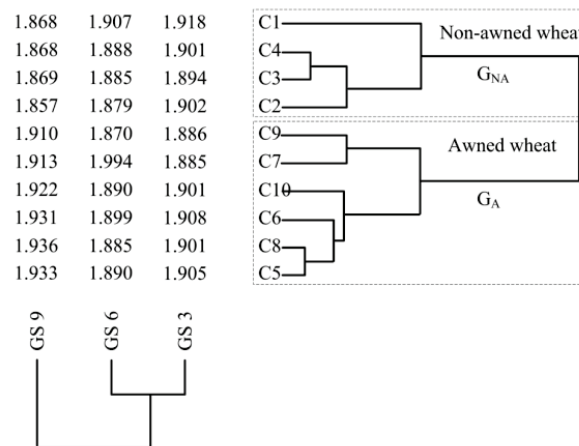 1.868 1.907 1.918 C1
Non-awned wheat
1.868 1.888 1.901 C4
1.869 1.885 1.894 C3
GNA
1.857 1.879 1.902 C2
1.910 1.870 1.886 C9
Awned wheat
1.913 1.994 1.885 C7
1.922 1.890 1.901 C10
GA
1.931 1.899 1.908 C6
1.936 1.885 1.901 C8
1.933 1.890 1.905 C5
GS 9 GS 6 GS 3